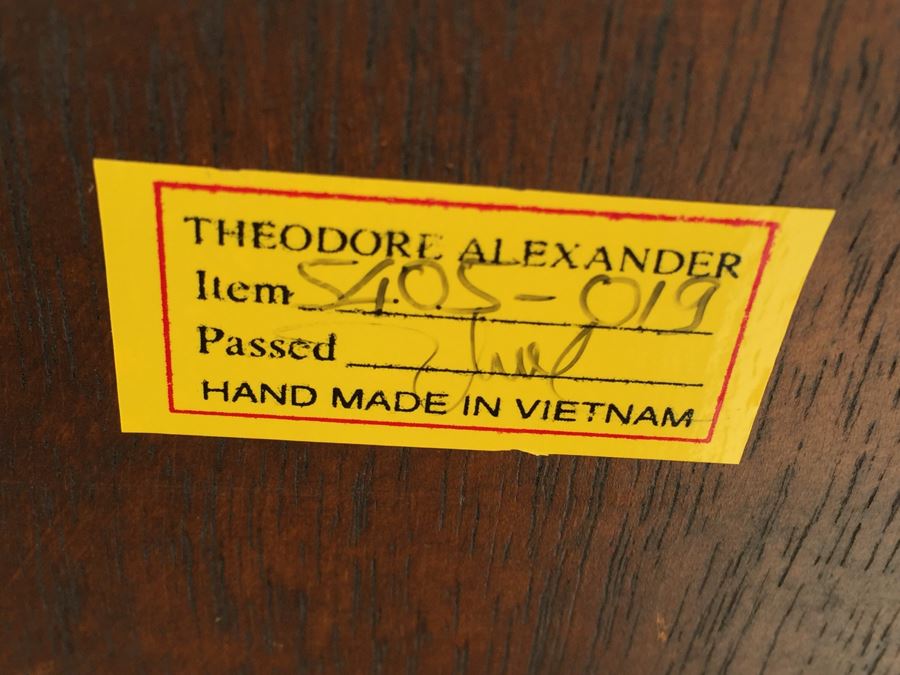 THEODORE ALEXANDER
Item 5405-019
Passed
HAND MADE IN VIETNAM